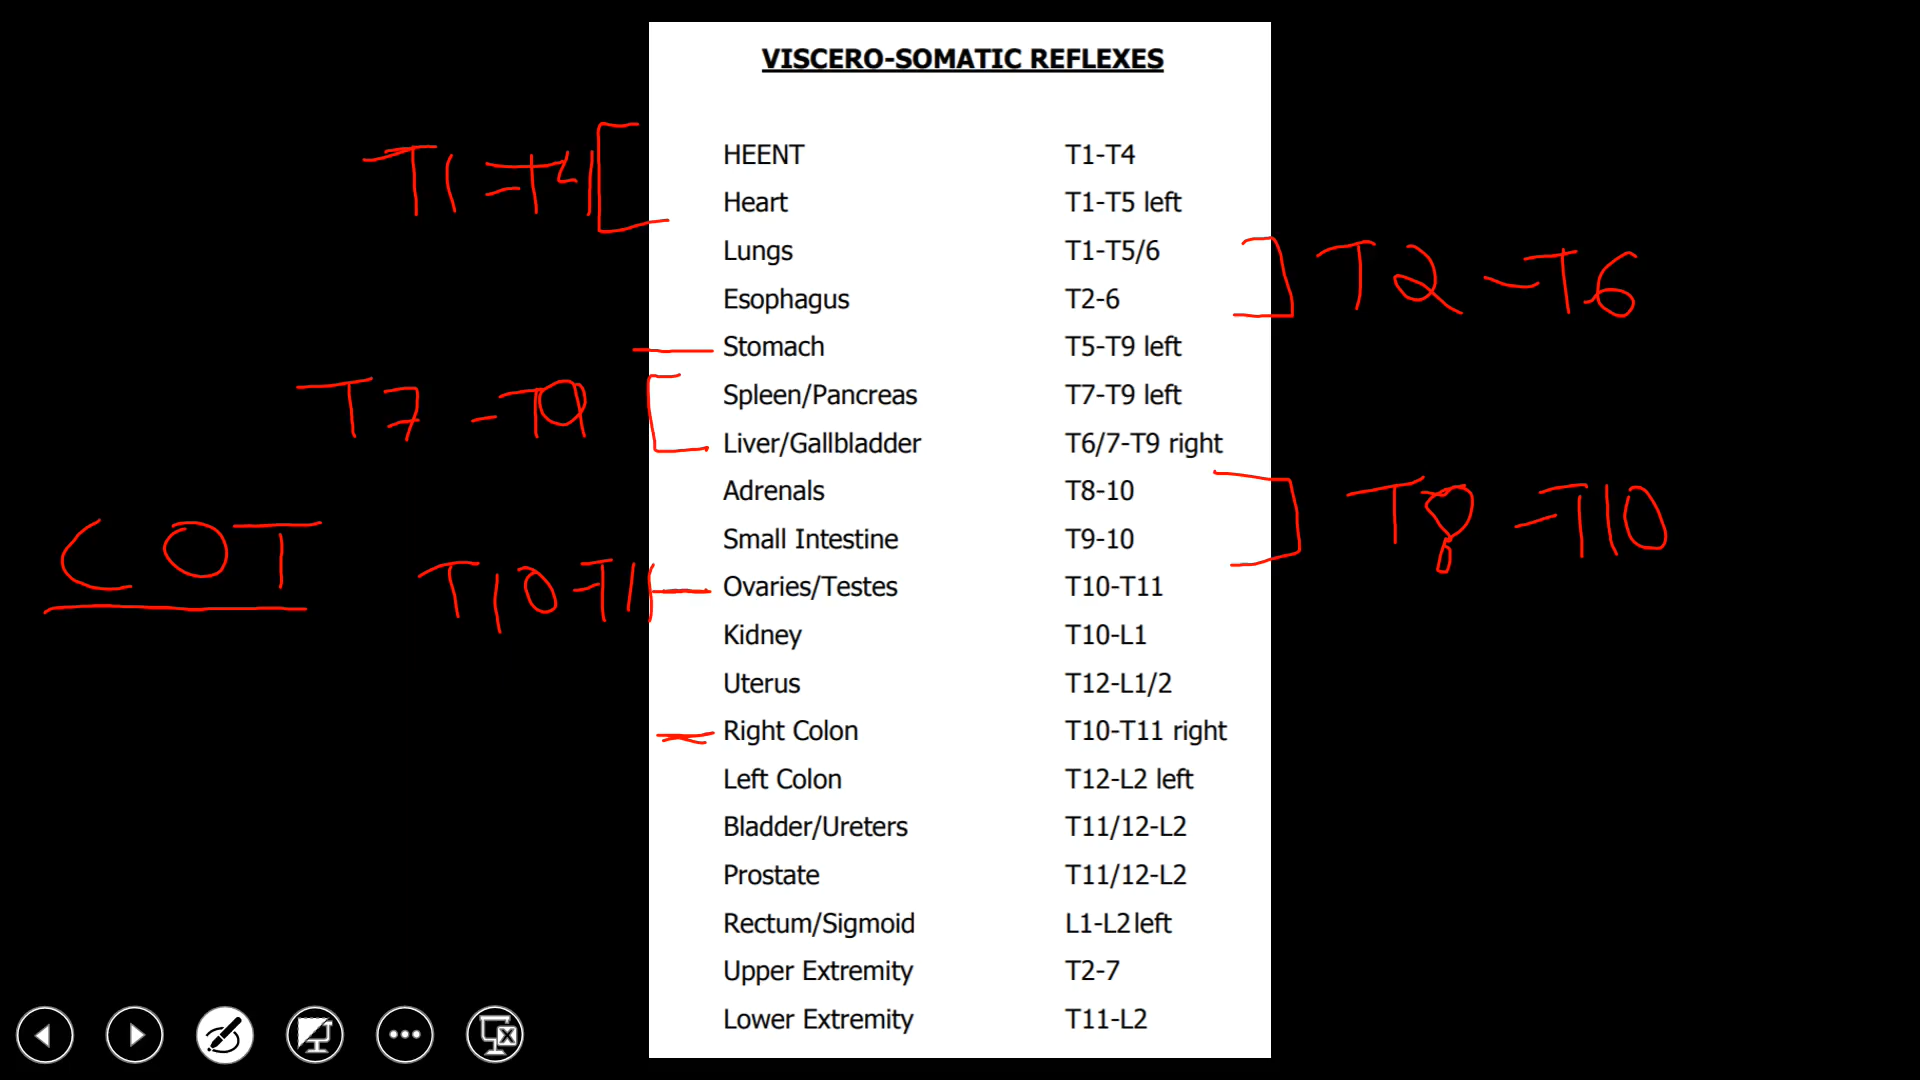 VISCERO-SOMATIC REFLEXES
HEENT T1-T4
Heart T1-T5 left
Lungs T1-T5/6
Esophagus T2-6
Stomach T5-T9 left
Spleen/Pancreas T7-T9 left
Liver/Gallbladder T6/7-T9 right
Adrenals T8-10
Small Intestine T9-10
Ovaries/Testes T10-T11
Kidney T10-L1
Uterus T12-L1/2
Right Colon T10-T11 right
Left Colon T12-L2 left
Bladder/Ureters T11/12-L2
Prostate T11/12-L2
Rectum/Sigmoid L1-L2 left
Upper Extremity T2-7
Lower Extremity T11-L2
T1-T4
T2-T6
T7-T9
T8-T10
COT
T10-T11